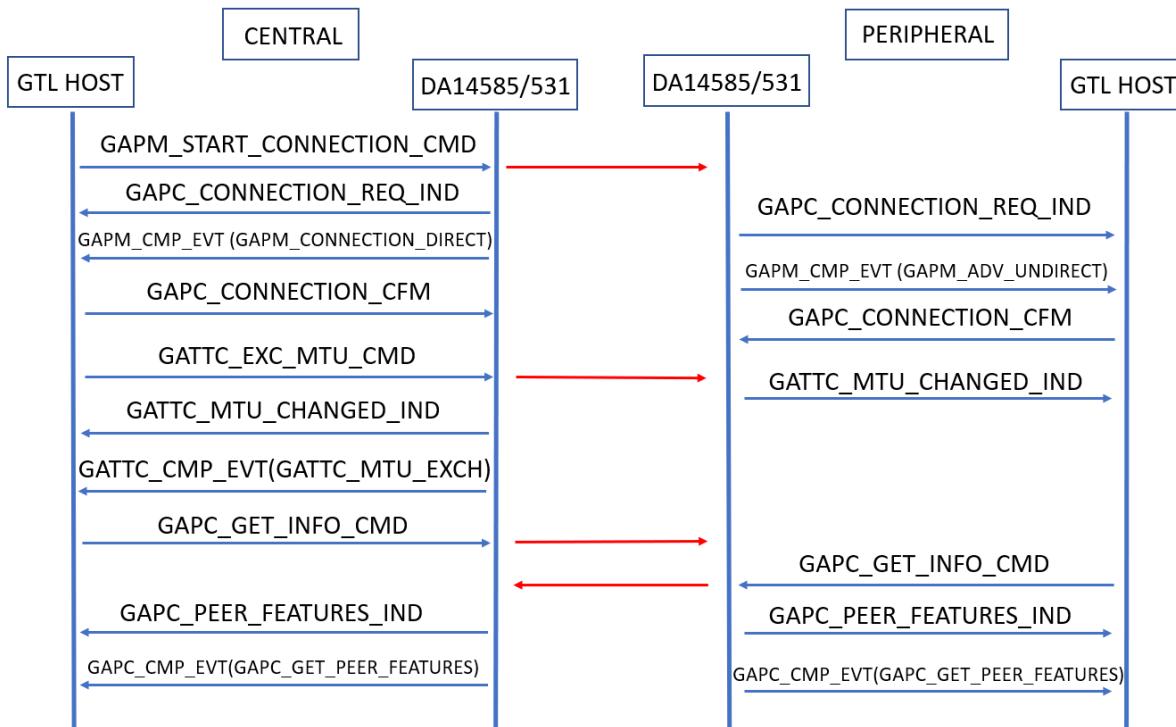 CENTRAL
PERIPHERAL
GTL HOST
DA14585/531
DA14585/531
GTL HOST
GAPM_START_CONNECTION_CMD
GAPC_CONNECTION_REQ_IND
GAPC_CONNECTION_REQ_IND
GAPM_CMP_EVT (GAPM_CONNECTION_DIRECT)
GAPM_CMP_EVT (GAPM_ADV_UNDIRECT)
GAPC_CONNECTION_CFM
GAPC_CONNECTION_CFM
GATTC_EXC_MTU_CMD
GATTC_MTU_CHANGED_IND
GATTC_MTU_CHANGED_IND
GATTC_CMP_EVT(GATTC_MTU_EXCH)
GAPC_GET_INFO_CMD
GAPC_GET_INFO_CMD
GAPC_PEER_FEATURES_IND
GAPC_PEER_FEATURES_IND
GAPC_CMP_EVT(GAPC_GET_PEER_FEATURES)
GAPC_CMP_EVT(GAPC_GET_PEER_FEATURES)